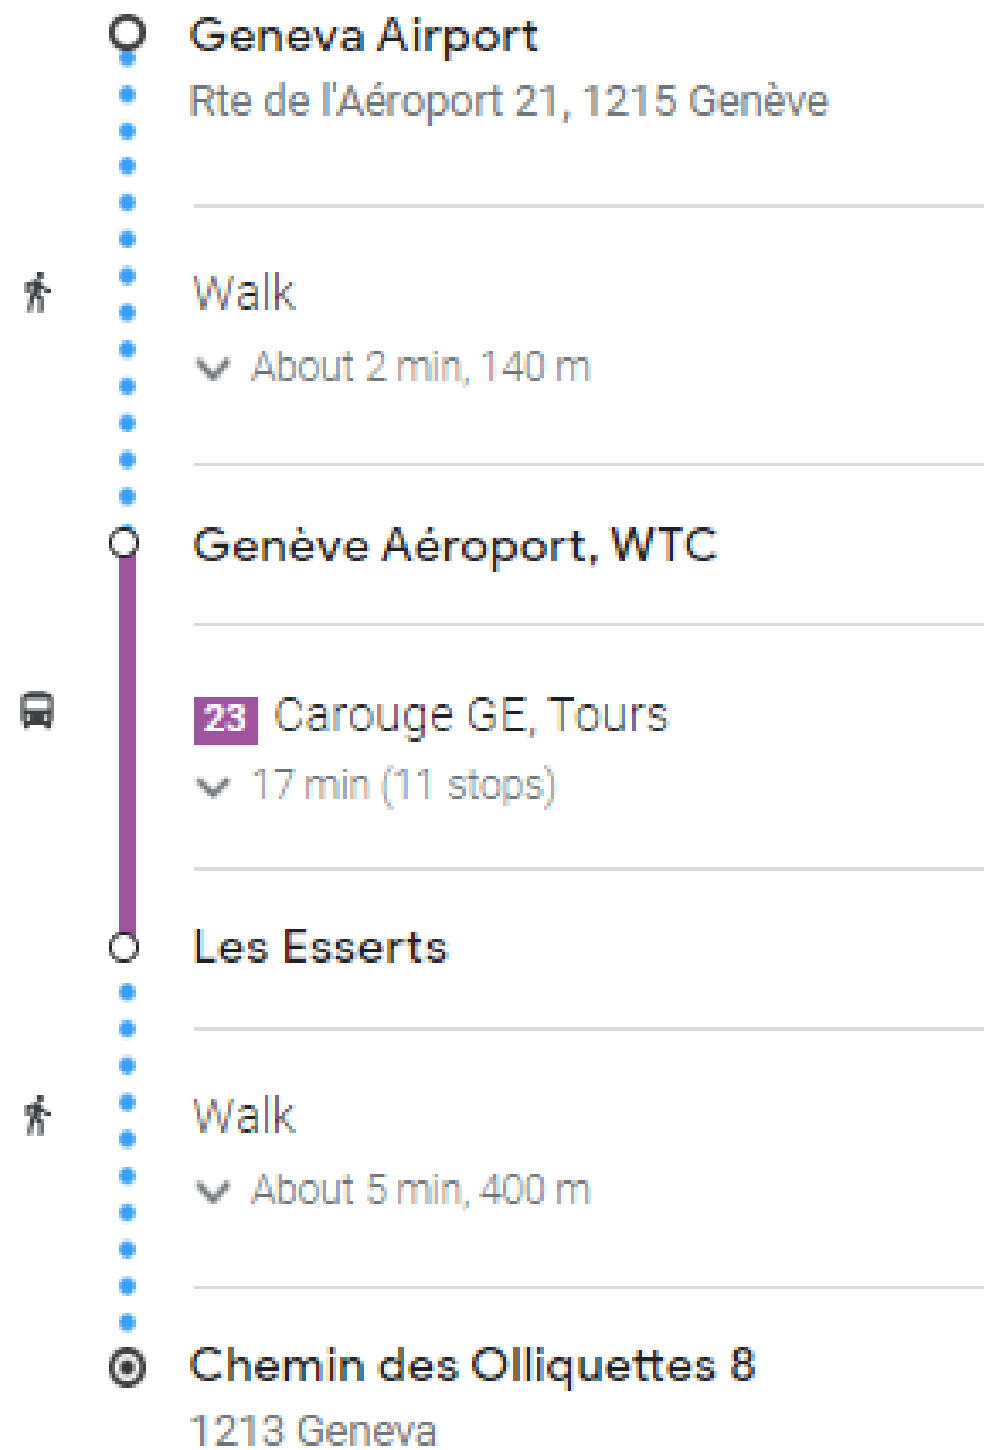 Geneva Airport
Rte de l'Aéroport 21, 1215 Genève
Walk
About 2 min, 140 m
Genève Aéroport, WTC
23 Carouge GE, Tours
17 min (11 stops)
Les Esserts
Walk
About 5 min, 400 m
Chemin des Olliquettes 8
1213 Geneva